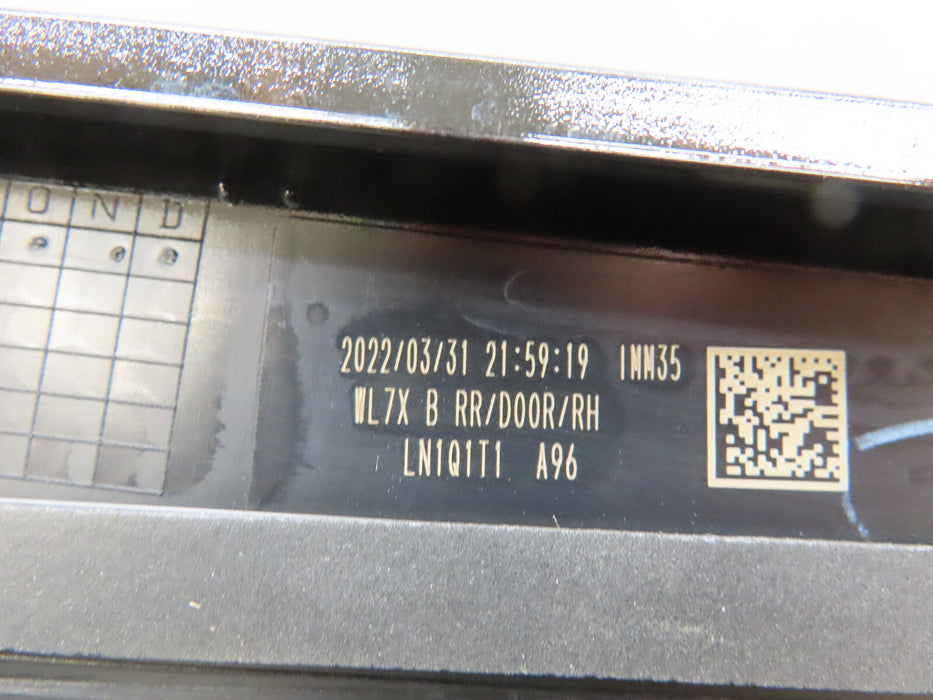 O N D
2022/03/31 21:59:19 IMM35
WL7X B RR/DOOR/RH
LN1Q1T1 A96